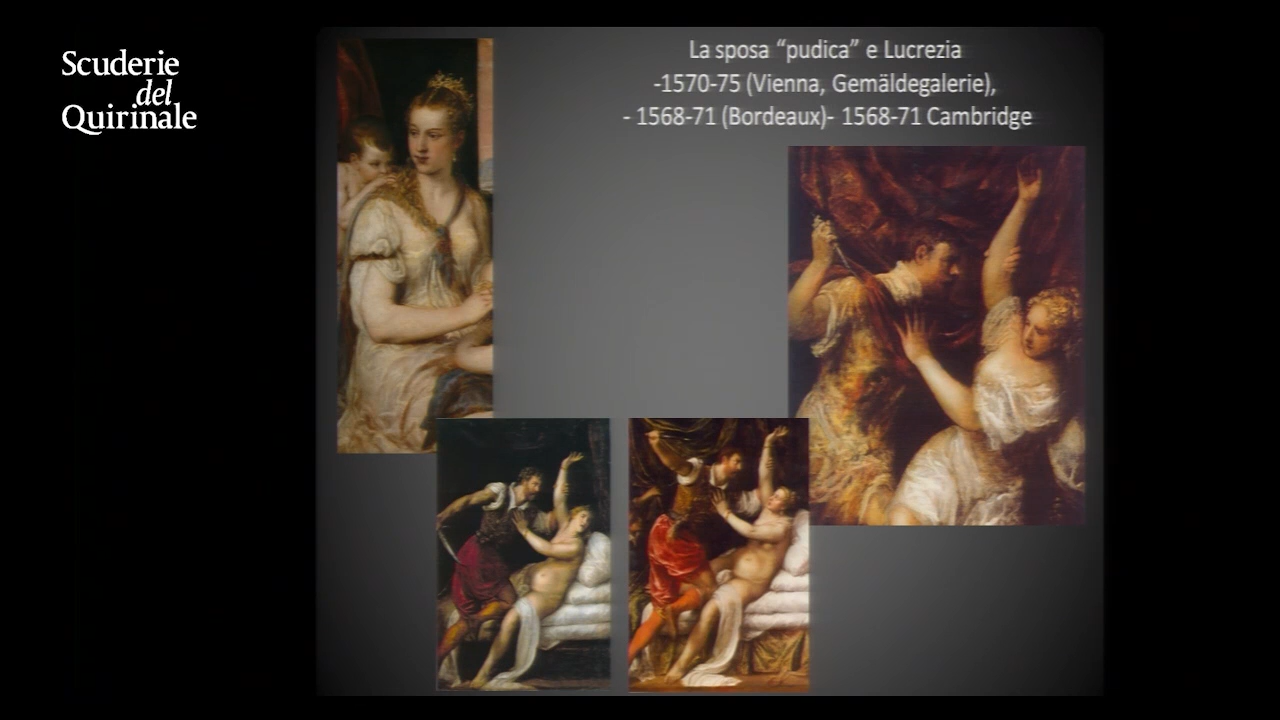 Scuderie
del
Quirinale
La sposa “pudica” e Lucrezia
-1570-75 (Vienna, Gemäldegalerie),
- 1568-71 (Bordeaux)- 1568-71 Cambridge